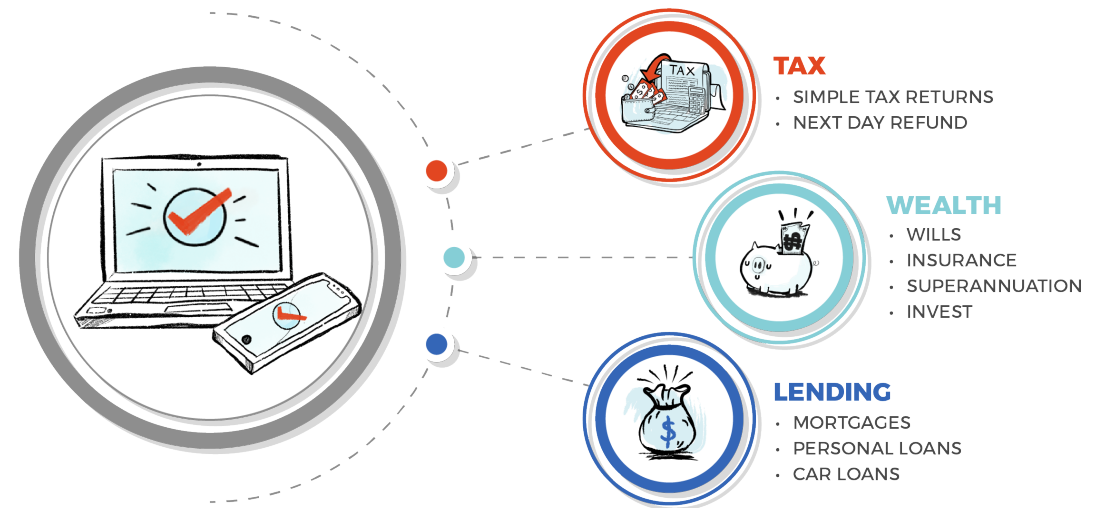 TAX
TAX
• SIMPLE TAX RETURNS
• NEXT DAY REFUND
$
WEALTH
• WILLS
• INSURANCE
• SUPERANNUATION
• INVEST
$
LENDING
• MORTGAGES
• PERSONAL LOANS
• CAR LOANS